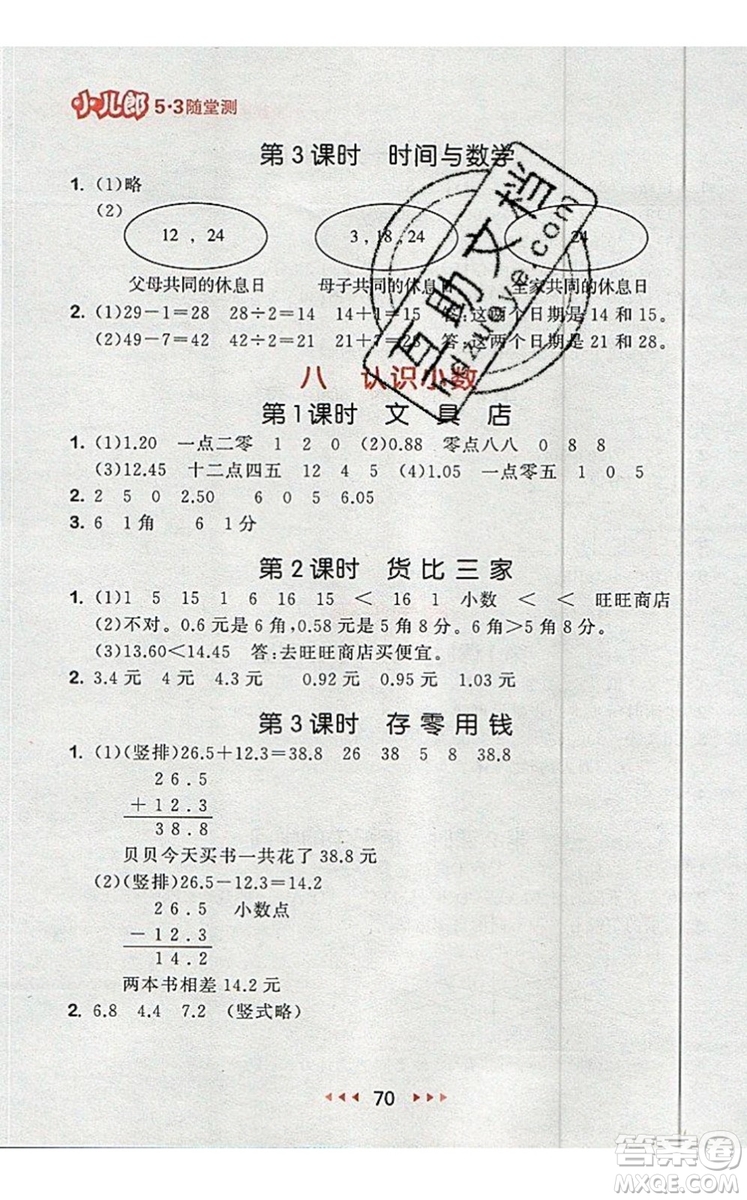 小儿郎 5·3随堂测
第3课时 时间与数学
1. (1)略
(2)
12 , 24
3 , 18 , 24
24
父母共同的休息日 母子共同的休息日 全家共同的休息日
2. (1)29-1=28 28÷2=14 14+1=15 答:这两个日期是 14 和 15。
(2)49-7=42 42÷2=21 21+7=28 答:这两个日期是 21 和 28。
八 认识小数
第1课时 文具店
1. (1)1.20 一点二零 1 2 0 (2)0.88 零点八八 0 8 8
(3)12.45 十二点四五 12 4 5 (4)1.05 一点零五 1 0 5
2. 2 5 0 2.50 6 0 5 6.05
3. 6 1角 6 1分
第2课时 货比三家
1. (1)1 5 15 1 6 16 15 < 16 1 小数 < < 旺旺商店
(2)不对。0.6元是6角,0.58元是5角8分。6角>5角8分。
(3)13.60<14.45 答:去旺旺商店买便宜。
2. 3.4元 4元 4.3元 0.92元 0.95元 1.03元
第3课时 存零用钱
1. (1)(竖排)26.5+12.3=38.8 26 38 5 8 38.8
26.5
+12.3
38.8
贝贝今天买书一共花了38.8元
(2)(竖排)26.5-12.3=14.2
26.5 小数点
-12.3
14.2
两本书相差14.2元
2. 6.8 4.4 7.2 (竖式略)
70
互助文档
hdzuoye.com
答案圈
MXQE.COM